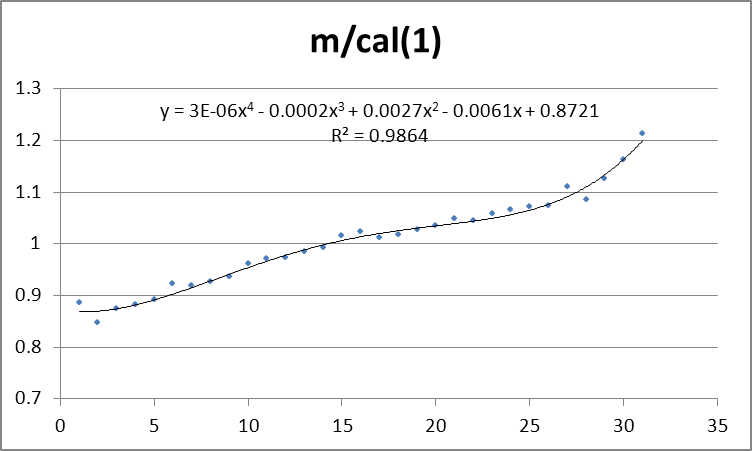 m/cal(1)
y = 3E-06x⁴ - 0.0002x³ + 0.0027x² - 0.0061x + 0.8721
R² = 0.9864
1.3
1.2
1.1
1
0.9
0.8
0.7
0 5 10 15 20 25 30 35